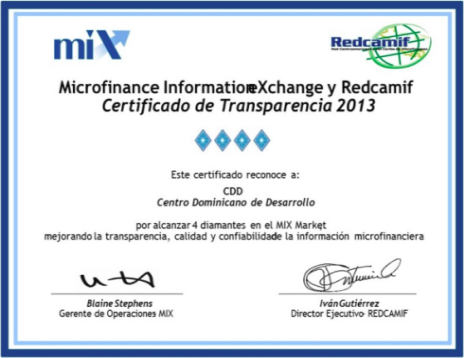 miX
Redcamif
Microfinance InformationeXchange y Redcamif
Certificado de Transparencia 2013
Este certificado reconoce a:
CDD
Centro Dominicano de Desarrollo
por alcanzar 4 diamantes en el MIX Market
mejorando la transparencia, calidad y confiabilidade la información microfinanciera
Blaine Stephens
Gerente de Operaciones MIX
Iván Gutiérrez
Director Ejecutivo- REDCAMIF